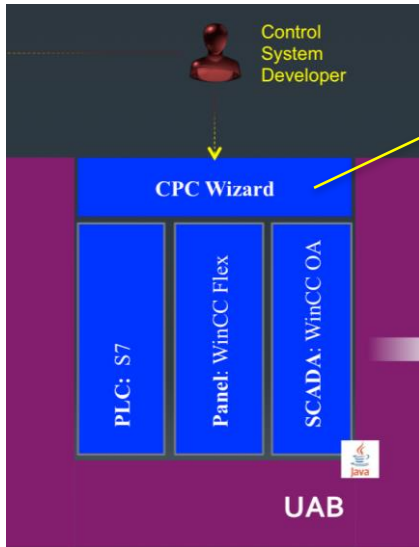 Control
System
Developer
CPC Wizard
PLC: S7
Panel: WinCC Flex
SCADA: WinCC OA
Java
UAB